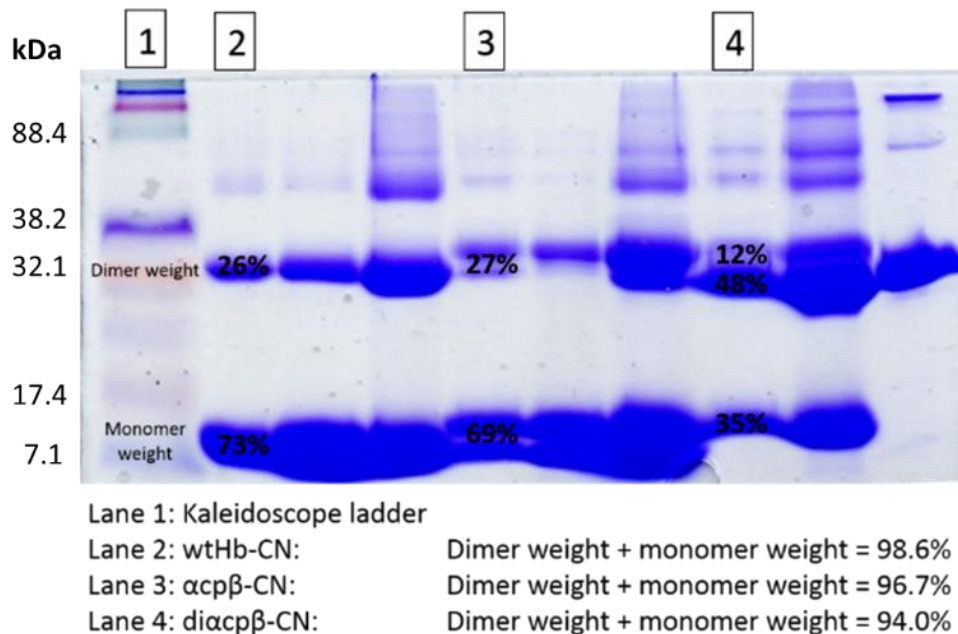 kDa
1
2
3
4
88.4
38.2
32.1
Dimer weight
26%
27%
12%
48%
17.4
7.1
Monomer
weight
73%
69%
35%
Lane 1: Kaleidoscope ladder
Lane 2: wtHb-CN: Dimer weight + monomer weight = 98.6%
Lane 3: αcpβ-CN: Dimer weight + monomer weight = 96.7%
Lane 4: diαcpβ-CN: Dimer weight + monomer weight = 94.0%